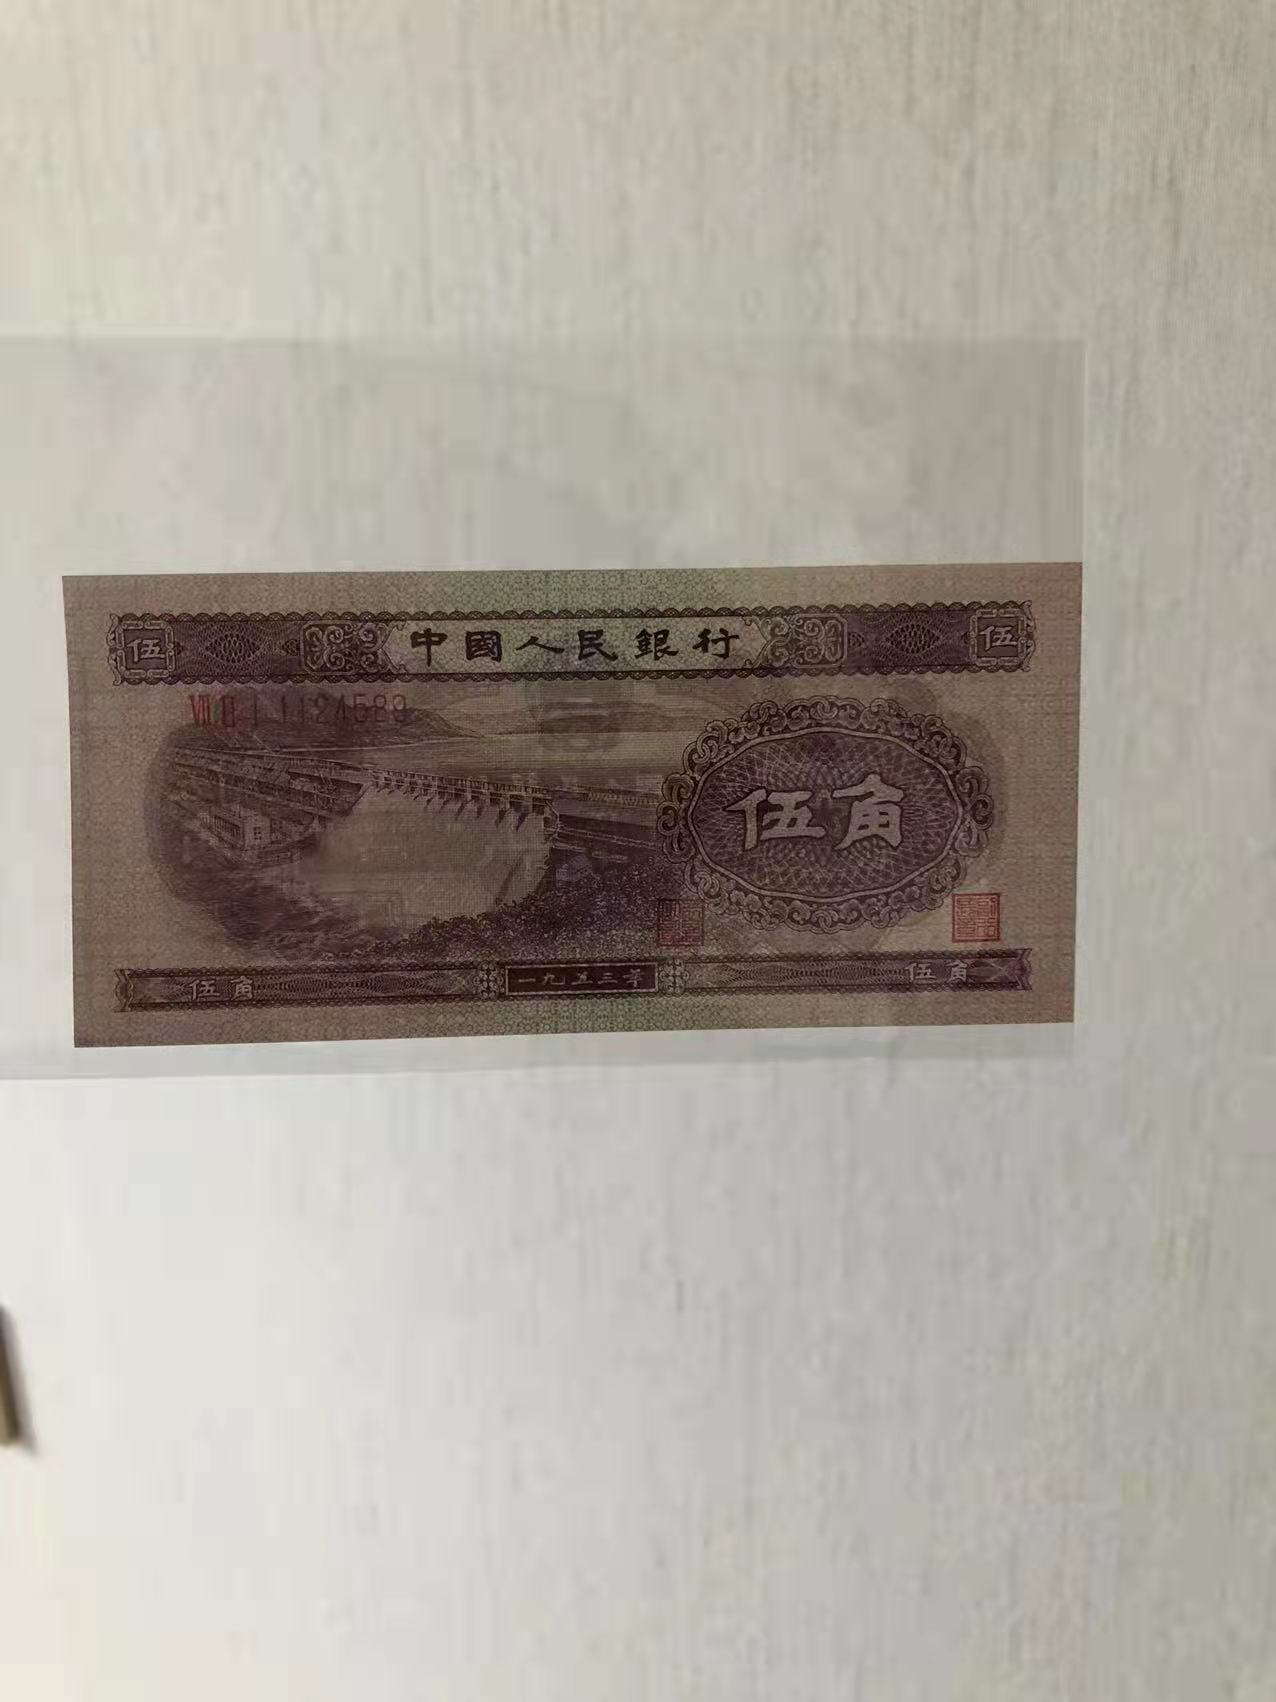 伍 中國人民銀行 伍
伍角
伍角 一九五三年 伍角